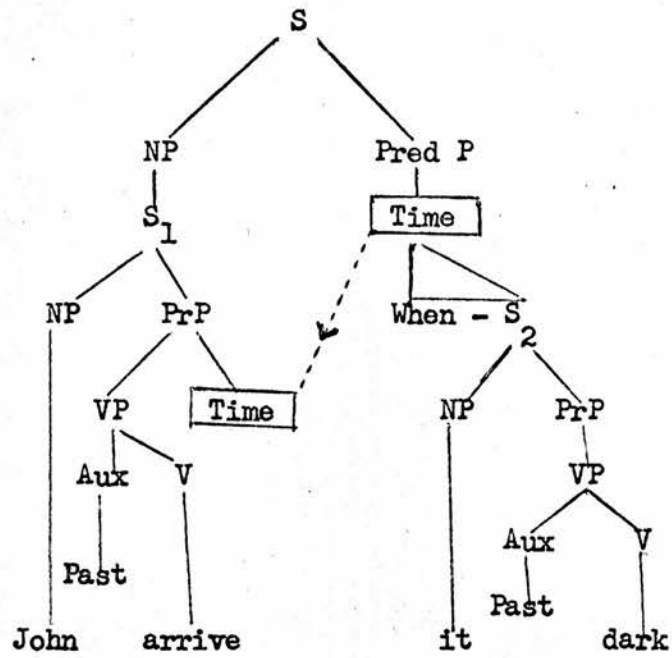 S
NP Pred P
S1 Time
NP PrP When - S2
VP Time NP PrP
Aux V VP
Aux V
Past
Past
John arrive it dark